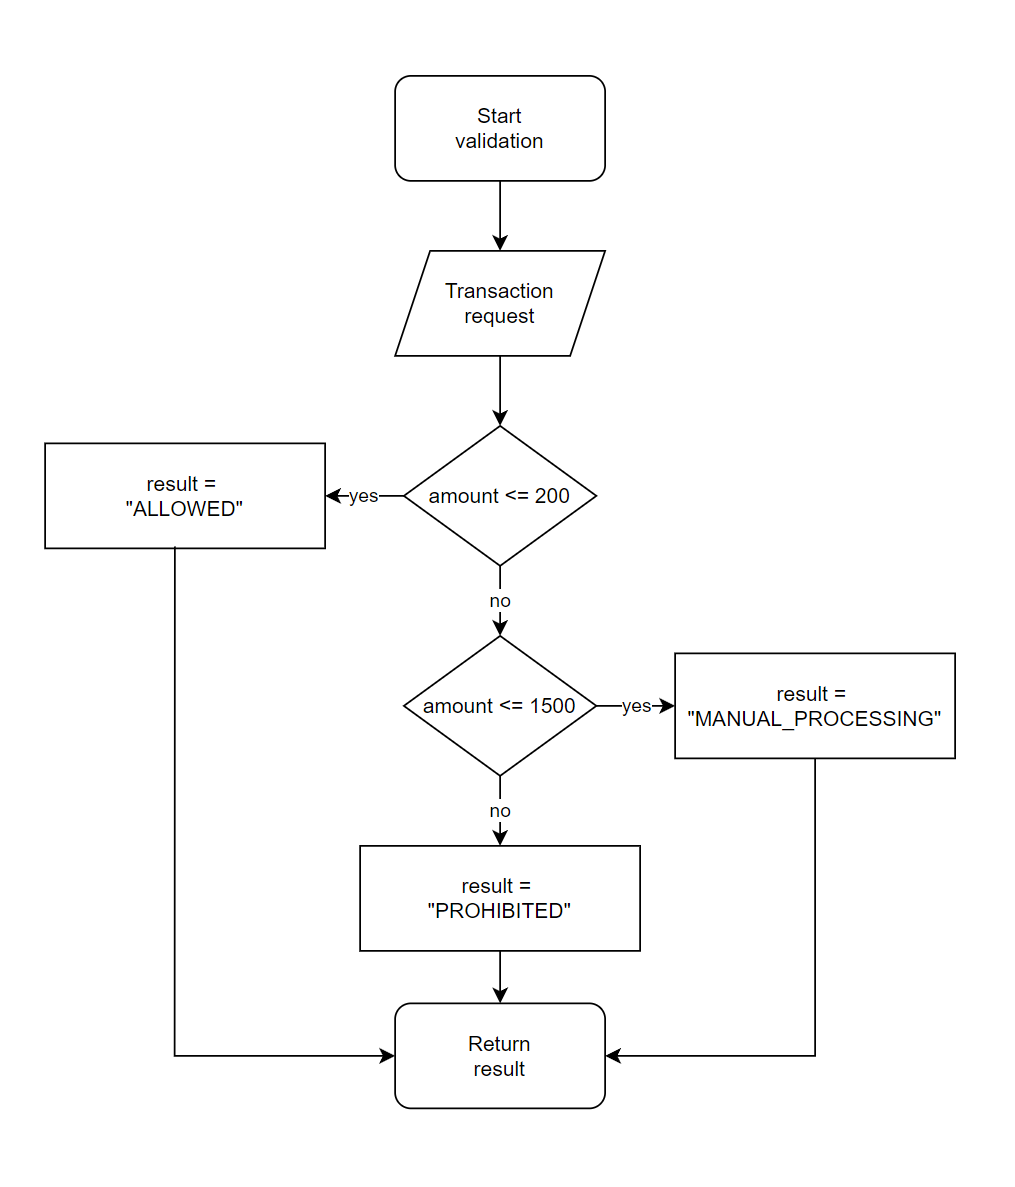 Start
validation
Transaction
request
result =
"ALLOWED"
yes
amount <= 200
no
amount <= 1500
yes
result =
"MANUAL_PROCESSING"
no
result =
"PROHIBITED"
Return
result